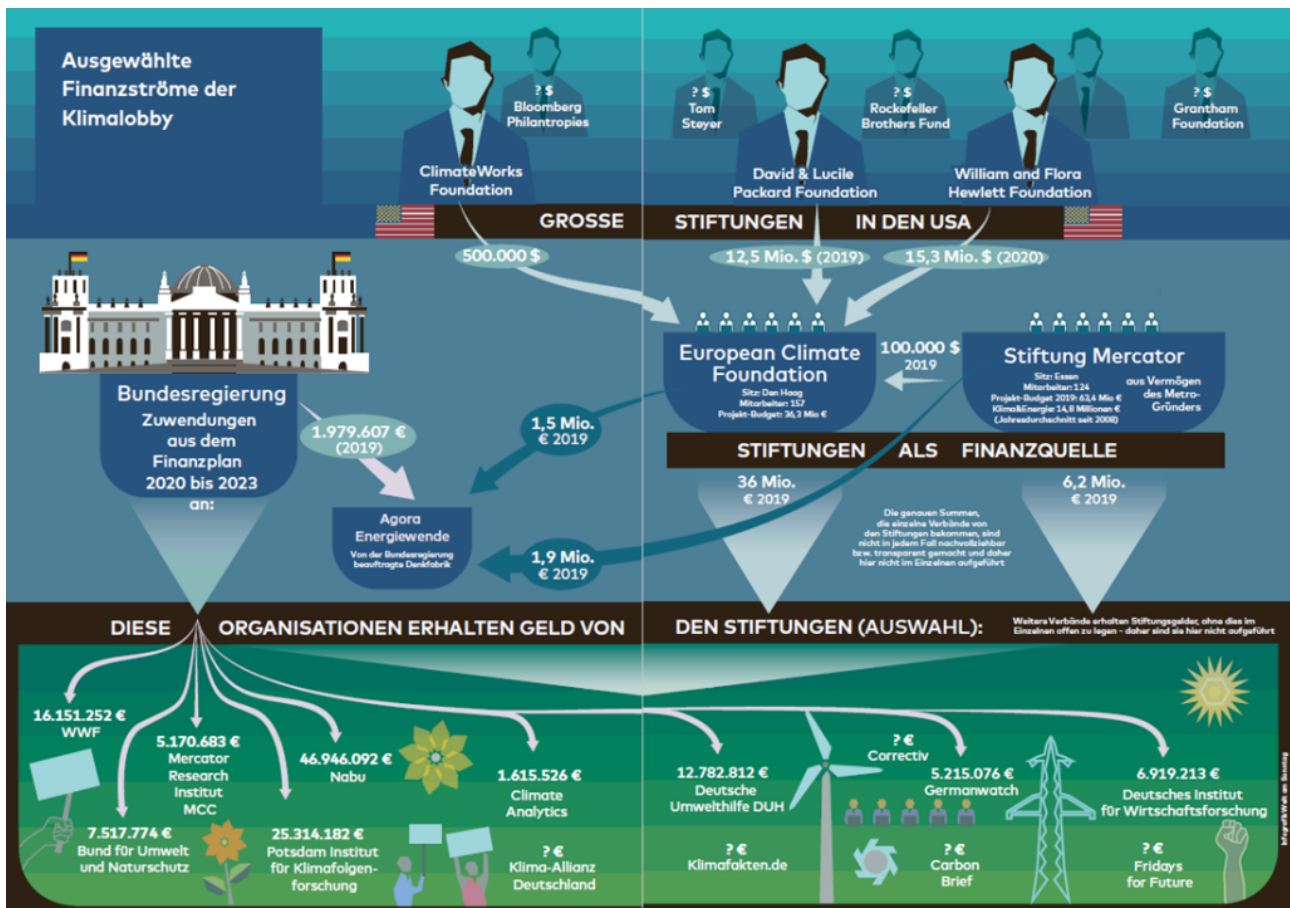 Ausgewählte
Finanzströme der
Klimalobby
? $
Bloomberg
Philantropies
ClimateWorks
Foundation
? $
Tom
Steyer
David & Lucile
Packard Foundation
? $
Rockefeller
Brothers Fund
William and Flora
Hewlett Foundation
? $
Grantham
Foundation
GROSSE STIFTUNGEN IN DEN USA
500.000 $
12,5 Mio. $ (2019)
15,3 Mio. $ (2020)
Bundesregierung
Zuwendungen
aus dem
Finanzplan
2020 bis 2023
an:
1.979.607 €
(2019)
1,5 Mio.
€ 2019
Agora
Energiewende
Von der Bundesregierung
beauftragte Denkfabrik
1,9 Mio.
€ 2019
European Climate
Foundation
Sitz: Den Haag
Mitarbeiter: 157
Projekt-Budget: 36,3 Mio €
100.000 $
2019
Stiftung Mercator
Sitz: Essen
Mitarbeiter: 124
Projekt-Budget 2019: 63,4 Mio €
Klima&Energie: 14,8 Millionen €
(Jahresdurchschnitt seit 2008)
aus Vermögen
des Metro-
Gründers
STIFTUNGEN ALS FINANZQUELLE
36 Mio.
€ 2019
6,2 Mio.
€ 2019
Die genauen Summen,
die einzelne Verbände von
den Stiftungen bekommen, sind
nicht in jedem Fall nachvollziehbar
bzw. transparent gemacht und daher
hier nicht im Einzelnen aufgeführt
DIESE ORGANISATIONEN ERHALTEN GELD VON DEN STIFTUNGEN (AUSWAHL):
Weitere Verbände erhalten Stiftungsgelder, ohne dies im
Einzelnen offen zu legen – daher sind sie hier nicht aufgeführt
16.151.252 €
WWF
5.170.683 €
Mercator
Research
Institut
MCC
46.946.092 €
Nabu
1.615.526 €
Climate
Analytics
7.517.774 €
Bund für Umwelt
und Naturschutz
25.314.182 €
Potsdam Institut
für Klimafolgen-
forschung
? €
Klima-Allianz
Deutschland
12.782.812 €
Deutsche
Umwelthilfe DUH
? €
Correctiv
5.215.076 €
Germanwatch
6.919.213 €
Deutsches Institut
für Wirtschaftsforschung
? €
Klimafakten.de
? €
Carbon
Brief
? €
Fridays
for Future
Infografik Welt am Sonntag